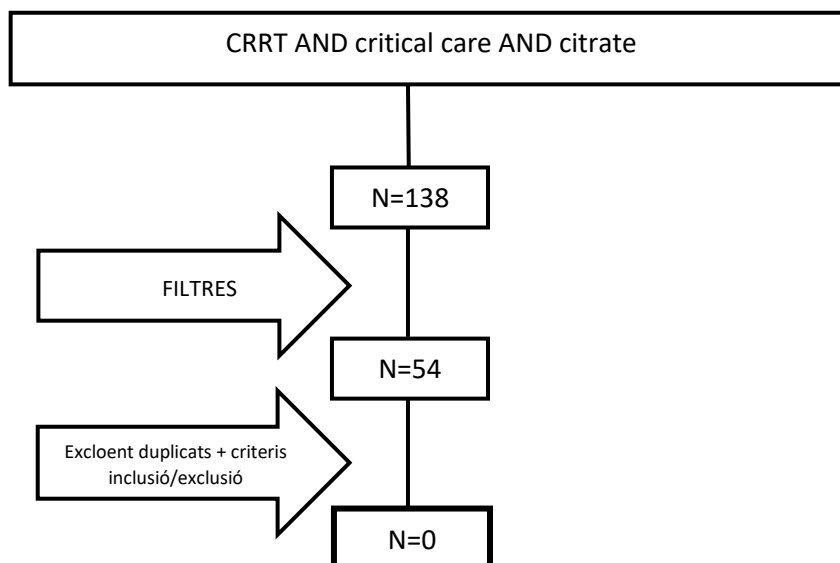 CRRT AND critical care AND citrate
N=138
FILTRES
N=54
Excloent duplicats + criteris
inclusió/exclusió
N=0